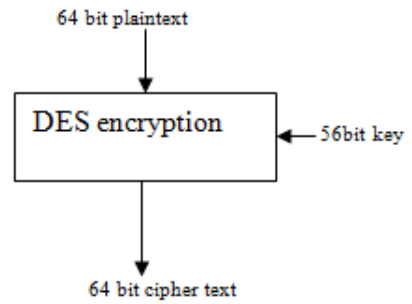 64 bit plaintext
DES encryption
56bit key
64 bit cipher text